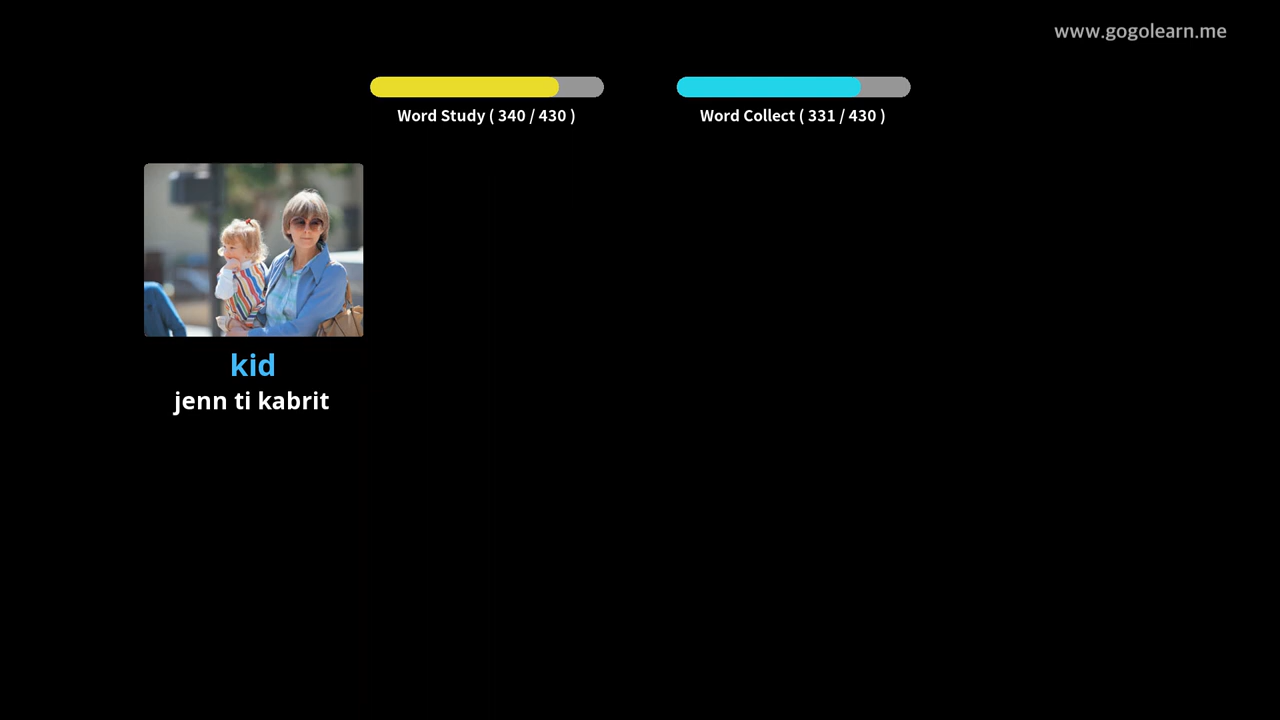 www.gogolearn.me
Word Study ( 340 / 430 )
Word Collect ( 331 / 430 )
kid
jenn ti kabrit